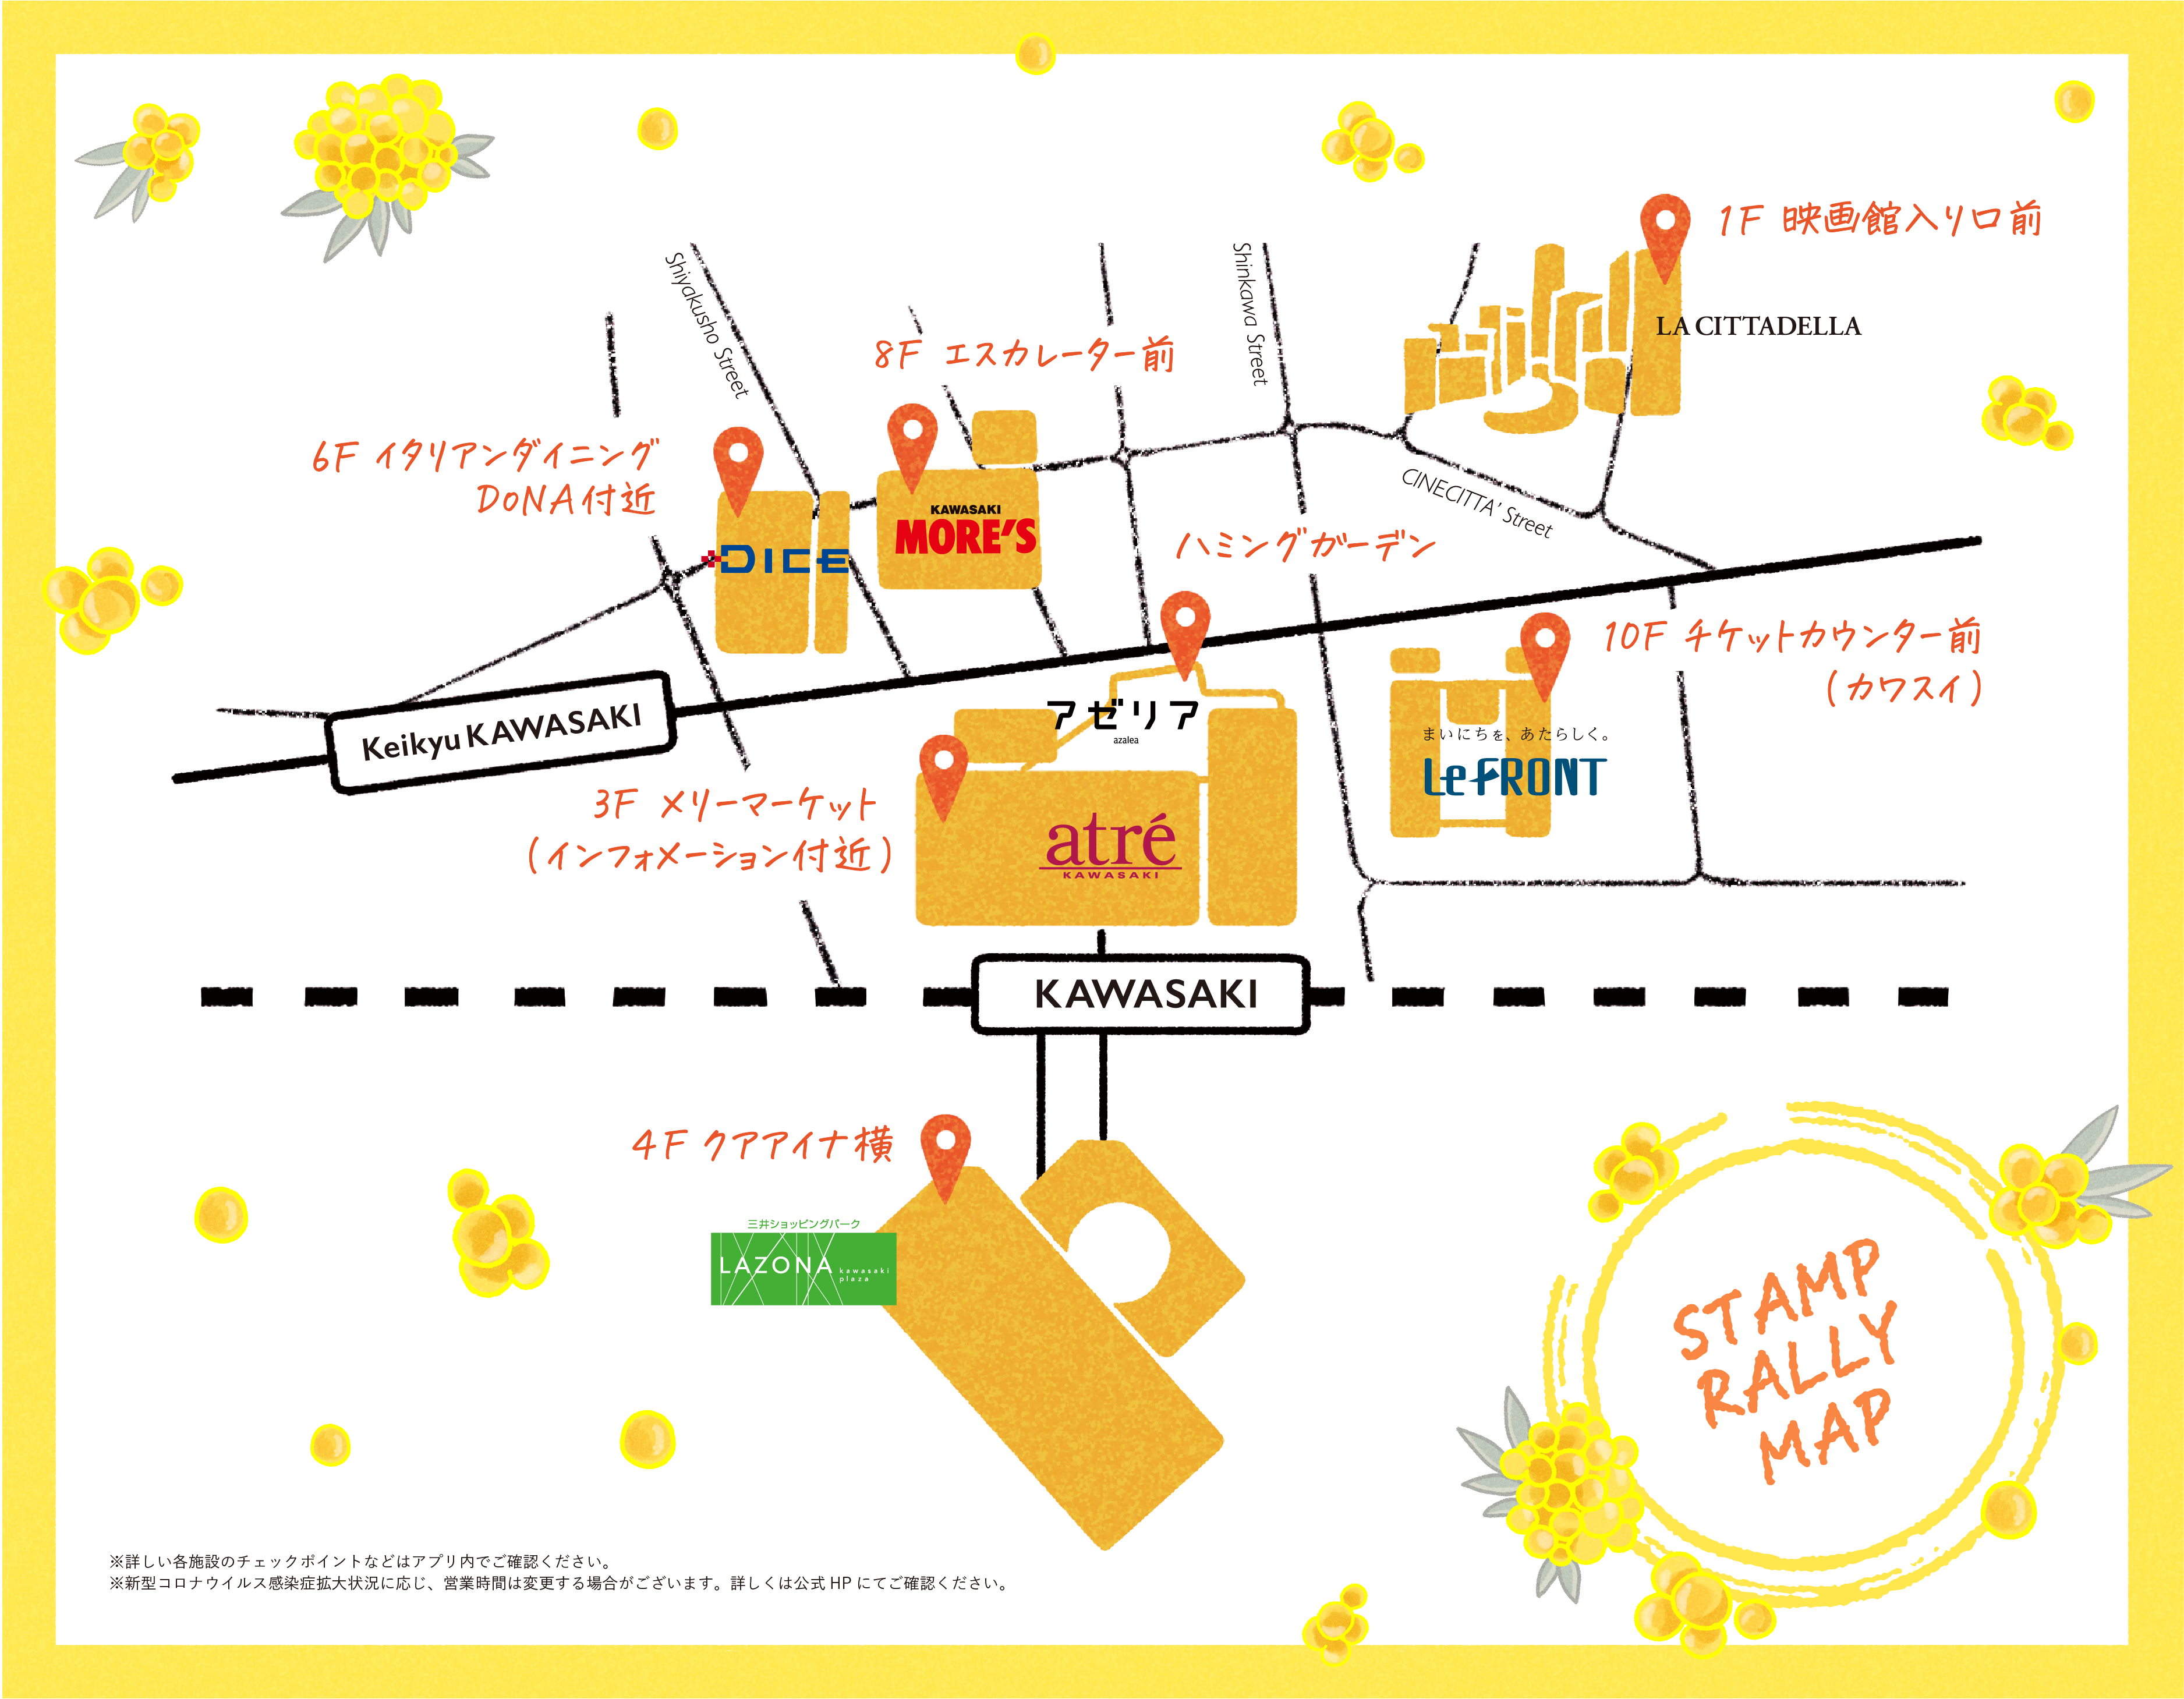 1F 映画館入り口前
LA CITTADELLA
Shiyakusho Street
Shinkawa Street
8F エスカレーター前
6F イタリアンダイニング
DoNA付近
KAWASAKI
MORE'S
DICE
CINECITTA' Street
ハミングガーデン
10F チケットカウンター前
(カワスイ)
Keikyu KAWASAKI
アゼリア
azalea
まいにちを、あたらしく。
Le FRONT
3F メリーマーケット
(インフォメーション付近)
atré
KAWASAKI
KAWASAKI
4F クアアイナ横
三井ショッピングパーク
LAZONA kawasaki
plaza
STAMP
RALLY
MAP
※詳しい各施設のチェックポイントなどはアプリ内でご確認ください。
※新型コロナウイルス感染症拡大状況に応じ、営業時間は変更する場合がございます。詳しくは公式 HP にてご確認ください。